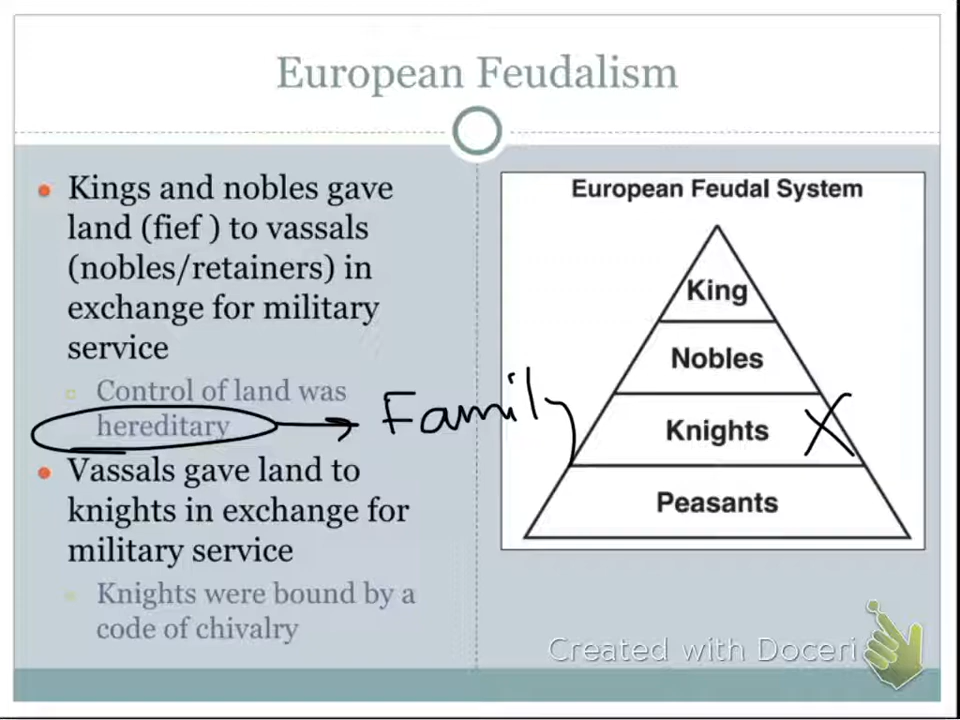 European Feudalism
Kings and nobles gave
land (fief ) to vassals
(nobles/retainers) in
exchange for military
service
Control of land was
hereditary
Family
Vassals gave land to
knights in exchange for
military service
Knights were bound by a
code of chivalry
European Feudal System
King
Nobles
Knights
X
Peasants
Created with Doceri